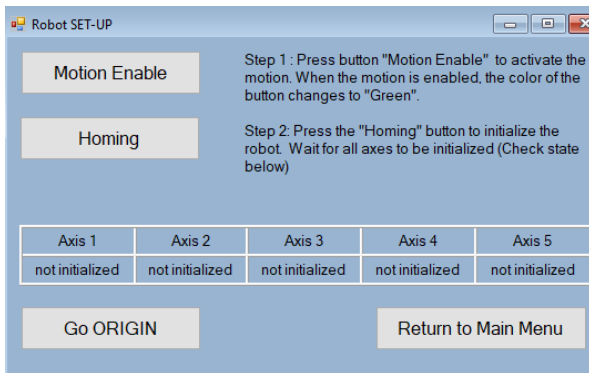 Robot SET-UP
Motion Enable
Step 1 : Press button "Motion Enable" to activate the
motion. When the motion is enabled, the color of the
button changes to "Green".
Homing
Step 2: Press the "Homing" button to initialize the
robot. Wait for all axes to be initialized (Check state
below)
Axis 1 Axis 2 Axis 3 Axis 4 Axis 5
not initialized not initialized not initialized not initialized not initialized
Go ORIGIN Return to Main Menu